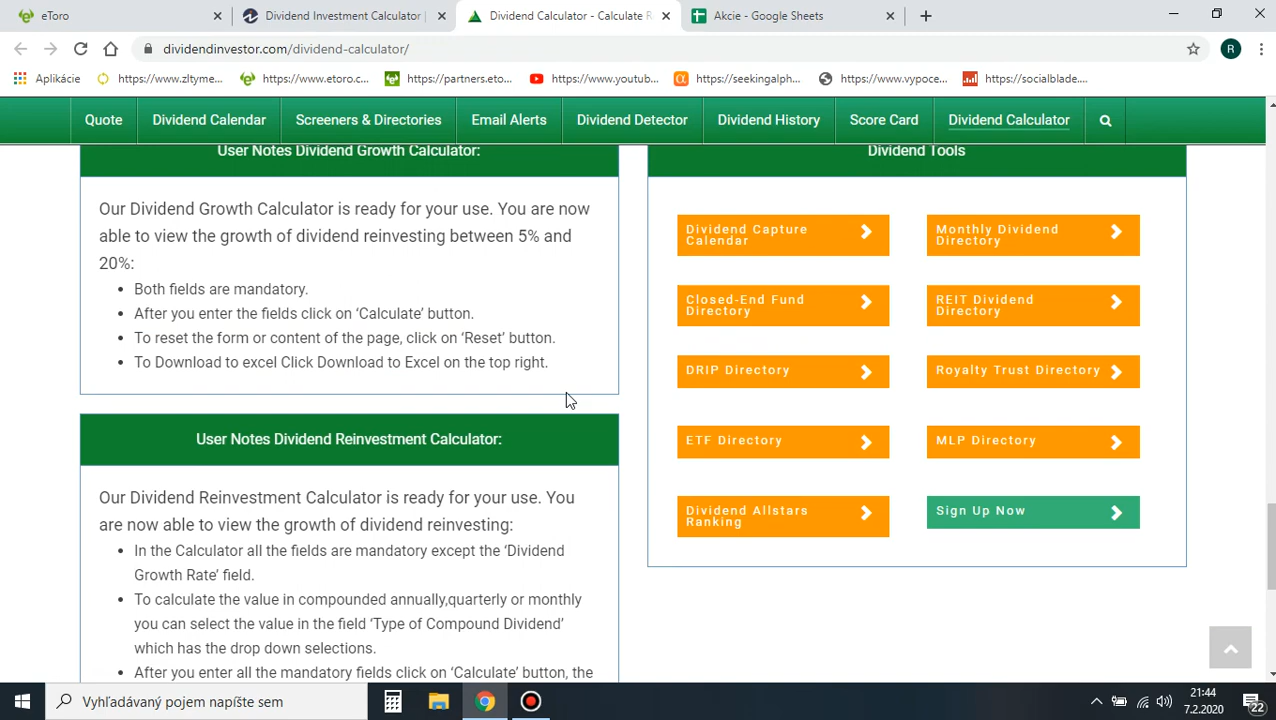 eToro
Dividend Investment Calculator |
Dividend Calculator - Calculate R
Akcie - Google Sheets
dividendinvestor.com/dividend-calculator/
R
Aplikácie
https://www.zltyme...
https://www.etoro.c...
https://partners.eto...
https://www.youtub...
https://seekingalph...
https://www.vypoce...
https://socialblade....
Quote
Dividend Calendar
Screeners & Directories
Email Alerts
Dividend Detector
Dividend History
Score Card
Dividend Calculator
User Notes Dividend Growth Calculator:
Our Dividend Growth Calculator is ready for your use. You are now
able to view the growth of dividend reinvesting between 5% and
20%:
• Both fields are mandatory.
• After you enter the fields click on ‘Calculate’ button.
• To reset the form or content of the page, click on ‘Reset’ button.
• To Download to excel Click Download to Excel on the top right.
User Notes Dividend Reinvestment Calculator:
Our Dividend Reinvestment Calculator is ready for your use. You
are now able to view the growth of dividend reinvesting:
• In the Calculator all the fields are mandatory except the ‘Dividend
Growth Rate’ field.
• To calculate the value in compounded annually,quarterly or monthly
you can select the value in the field ‘Type of Compound Dividend’
which has the drop down selections.
• After you enter all the mandatory fields click on ‘Calculate’ button, the
Dividend Tools
Dividend Capture
Calendar
Monthly Dividend
Directory
Closed-End Fund
Directory
REIT Dividend
Directory
DRIP Directory
Royalty Trust Directory
ETF Directory
MLP Directory
Dividend Allstars
Ranking
Sign Up Now
Vyhľadávaný pojem napíšte sem
21:44
7.2.2020
22